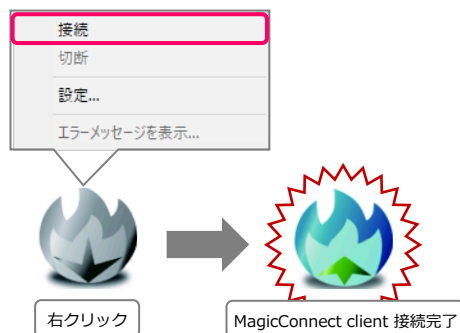 接続
切断
設定...
エラーメッセージを表示...
右クリック
MagicConnect client 接続完了